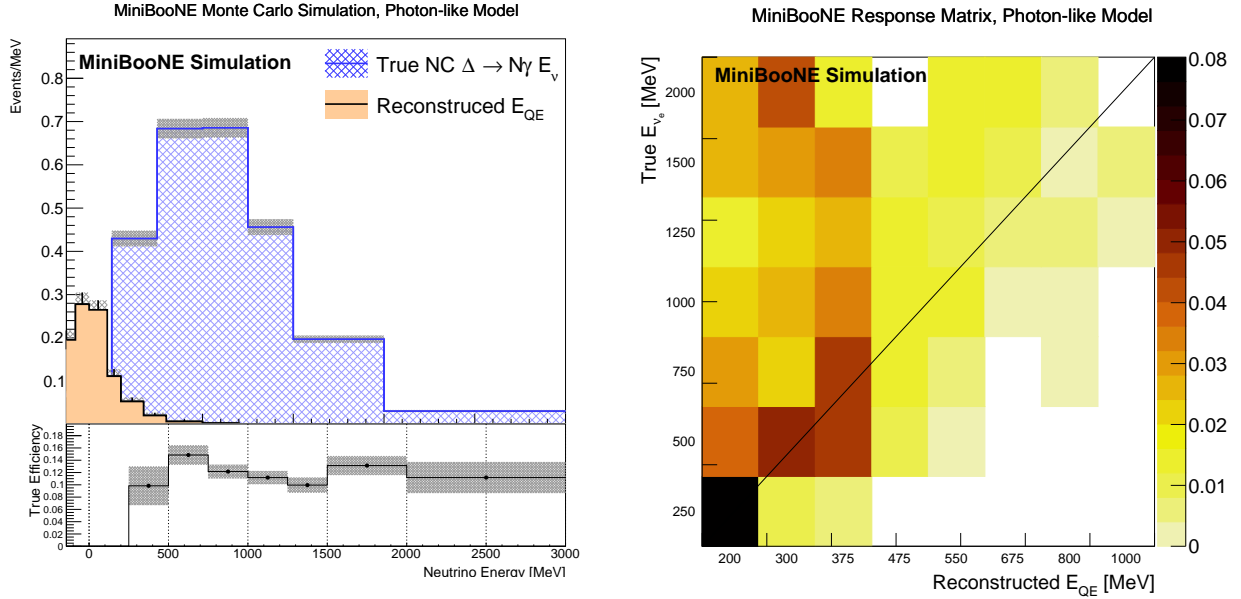 MiniBooNE Monte Carlo Simulation, Photon-like Model
Events/MeV
0.8
0.7
0.6
0.5
0.4
0.3
0.2
0.1
MiniBooNE Simulation
True NC Δ → Nγ E_ν
Reconstruced E_QE
True Efficiency
0.18
0.16
0.14
0.12
0.1
0.08
0.06
0.04
0.02
0
0 500 1000 1500 2000 2500 3000
Neutrino Energy [MeV]
MiniBooNE Response Matrix, Photon-like Model
MiniBooNE Simulation
True E_ν_e [MeV]
2000
1500
1250
1000
750
500
250
200 300 375 475 550 675 800 1000
Reconstructed E_QE [MeV]
0.08
0.07
0.06
0.05
0.04
0.03
0.02
0.01
0